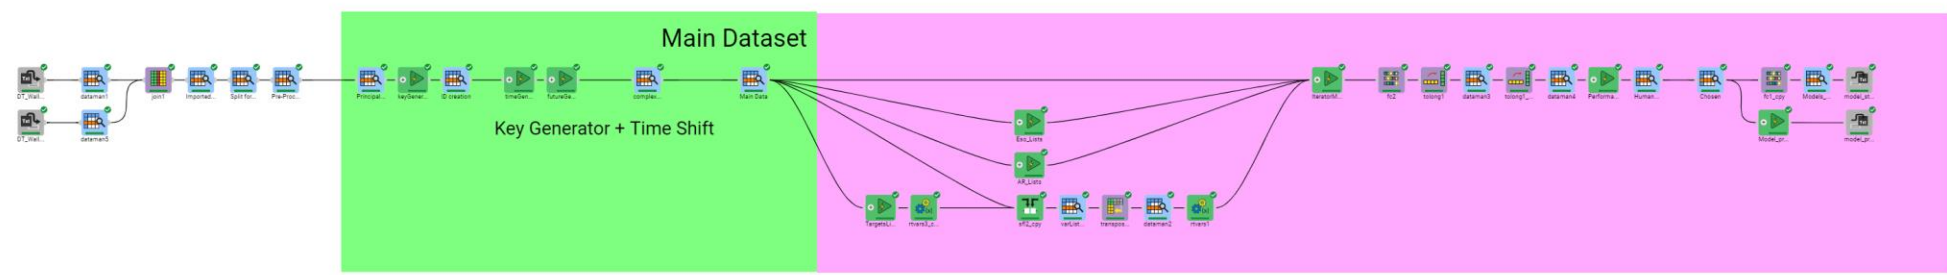 Main Dataset
Key Generator + Time Shift
DT_Wall...
dataman1
join1
Imported...
Split for...
Pre-Proc...
Principal...
keyGener...
ID creation
timeGen...
futureGe...
complex...
Main Data
IteratorM...
fc2
tolong1
dataman3
tolong1_...
dataman4
Performa...
Human...
Chosen
fc1_cpy
Models_...
model_st...
DT_Wall...
dataman5
Exo_Lists
Model_pr...
model_pr...
AR_Lists
TargetsLi...
rivers3_c...
varList...
transpos...
dataman2
rivers1